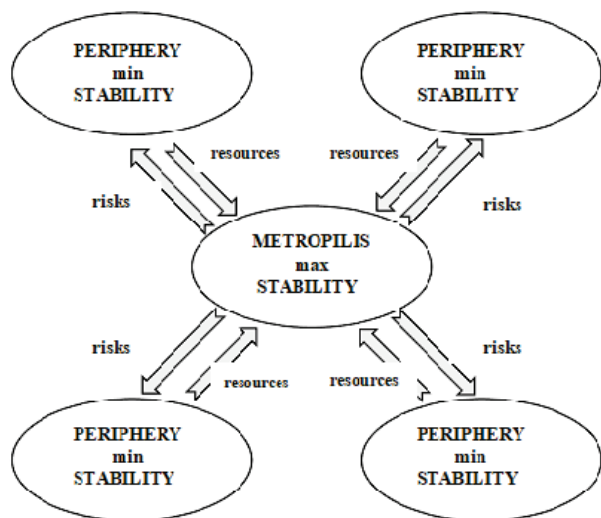 PERIPHERY
min
STABILITY
PERIPHERY
min
STABILITY
resources
resources
risks
risks
METROPILIS
max
STABILITY
risks
risks
resources
resources
PERIPHERY
min
STABILITY
PERIPHERY
min
STABILITY